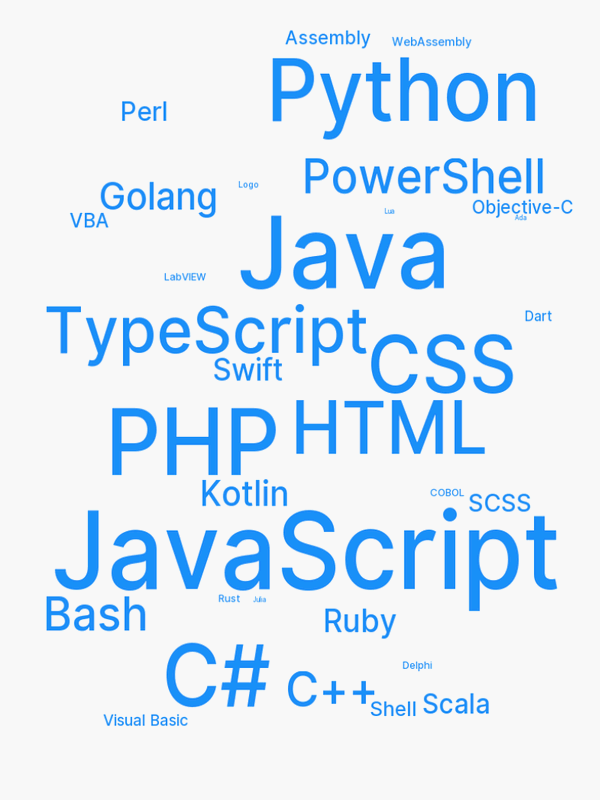 Assembly
WebAssembly
Python
Perl
PowerShell
Logo
Golang
Objective-C
Lua
VBA
Ada
Java
LabVIEW
TypeScript
Dart
CSS
Swift
HTML
PHP
Kotlin
COBOL
SCSS
JavaScript
Rust
Julia
Bash
Ruby
Delphi
C#
C++
Scala
Shell
Visual Basic